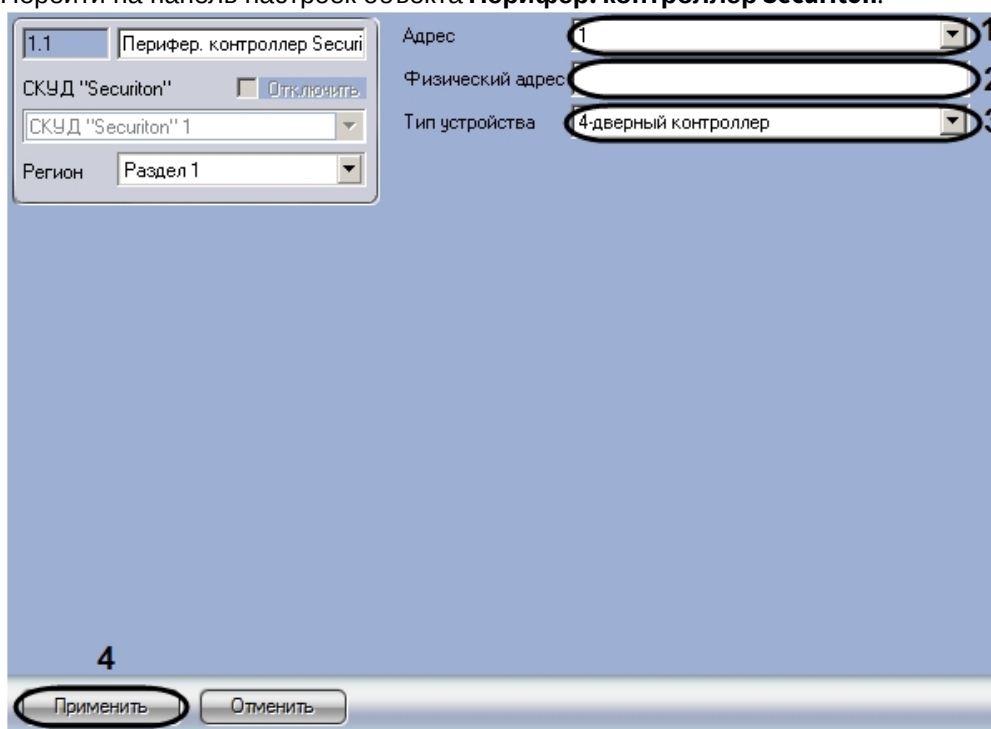 Перейти на панель настроек объекта Перифер. контроллер Securiton.
1.1 Перифер. контроллер Securi
СКУД "Securiton" Отключить
СКУД "Securiton" 1
Регион Раздел 1
Адрес 1 1
Физический адрес 2
Тип устройства 4-дверный контроллер 3
4
Применить Отменить